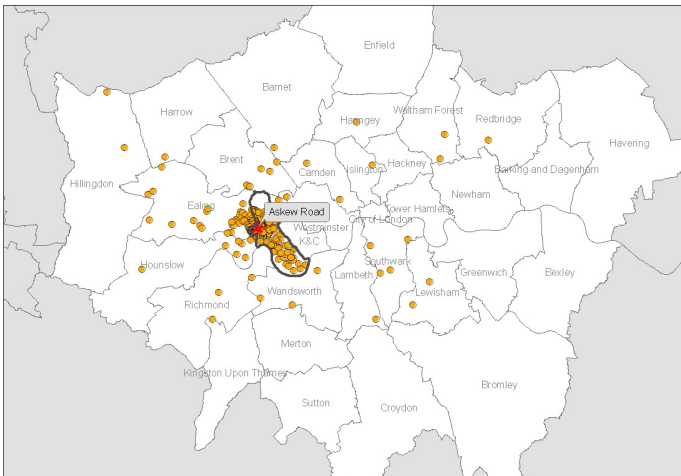 Enfield
Barnet
Harrow
Haringey
Waltham Forest
Redbridge
Havering
Brent
Camden
Islington
Hackney
Barking and Dagenham
Hillingdon
Ealing
Newham
Tower Hamlets
Askew Road
City of London
Westminster
K&C
Hounslow
Southwark
Lambeth
Greenwich
Bexley
Wandsworth
Lewisham
Richmond
Merton
Kingston Upon Thames
Bromley
Sutton
Croydon